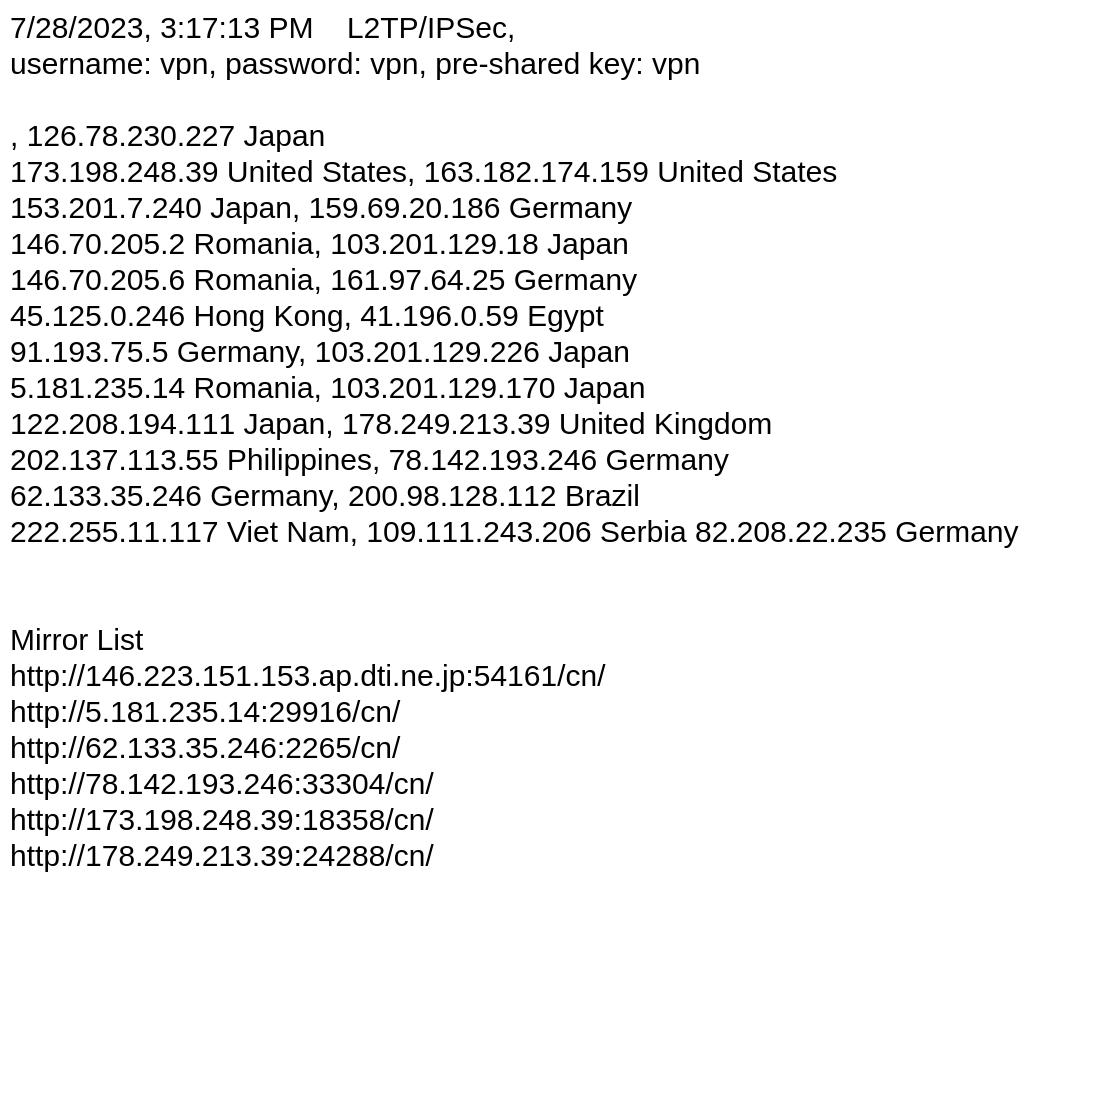 7/28/2023, 3:17:13 PM    L2TP/IPSec,
username: vpn, password: vpn, pre-shared key: vpn
, 126.78.230.227 Japan
173.198.248.39 United States, 163.182.174.159 United States
153.201.7.240 Japan, 159.69.20.186 Germany
146.70.205.2 Romania, 103.201.129.18 Japan
146.70.205.6 Romania, 161.97.64.25 Germany
45.125.0.246 Hong Kong, 41.196.0.59 Egypt
91.193.75.5 Germany, 103.201.129.226 Japan
5.181.235.14 Romania, 103.201.129.170 Japan
122.208.194.111 Japan, 178.249.213.39 United Kingdom
202.137.113.55 Philippines, 78.142.193.246 Germany
62.133.35.246 Germany, 200.98.128.112 Brazil
222.255.11.117 Viet Nam, 109.111.243.206 Serbia 82.208.22.235 Germany
Mirror List
http://146.223.151.153.ap.dti.ne.jp:54161/cn/
http://5.181.235.14:29916/cn/
http://62.133.35.246:2265/cn/
http://78.142.193.246:33304/cn/
http://173.198.248.39:18358/cn/
http://178.249.213.39:24288/cn/